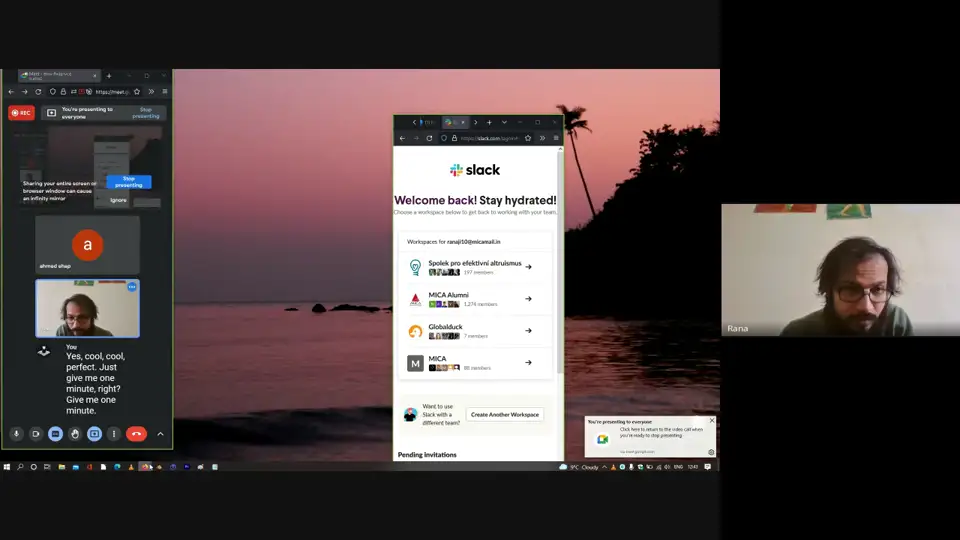 REC
You're presenting to
everyone
Stop
presenting
Sharing your entire screen or
browser window can cause
an infinity mirror
Stop
presenting
Ignore
a
ahmed shap
You
Yes, cool, cool,
perfect. Just
give me one
minute, right?
Give me one
minute.
slack
Welcome back! Stay hydrated!
Choose a workspace below to get back to working with your team.
Workspaces for ranaji10@micamail.in
Spolek pro efektivní altruismus
197 members
MICA Alumni
1,274 members
Globalduck
7 members
M
MICA
88 members
Want to
use
Slack with
a
different team?
Create Another Workspace
Pending Invitations
You're presenting to everyone
Click here to return to the video call when
you're ready to stop presenting
9°C Cloudy
ENG
12:41
Rana